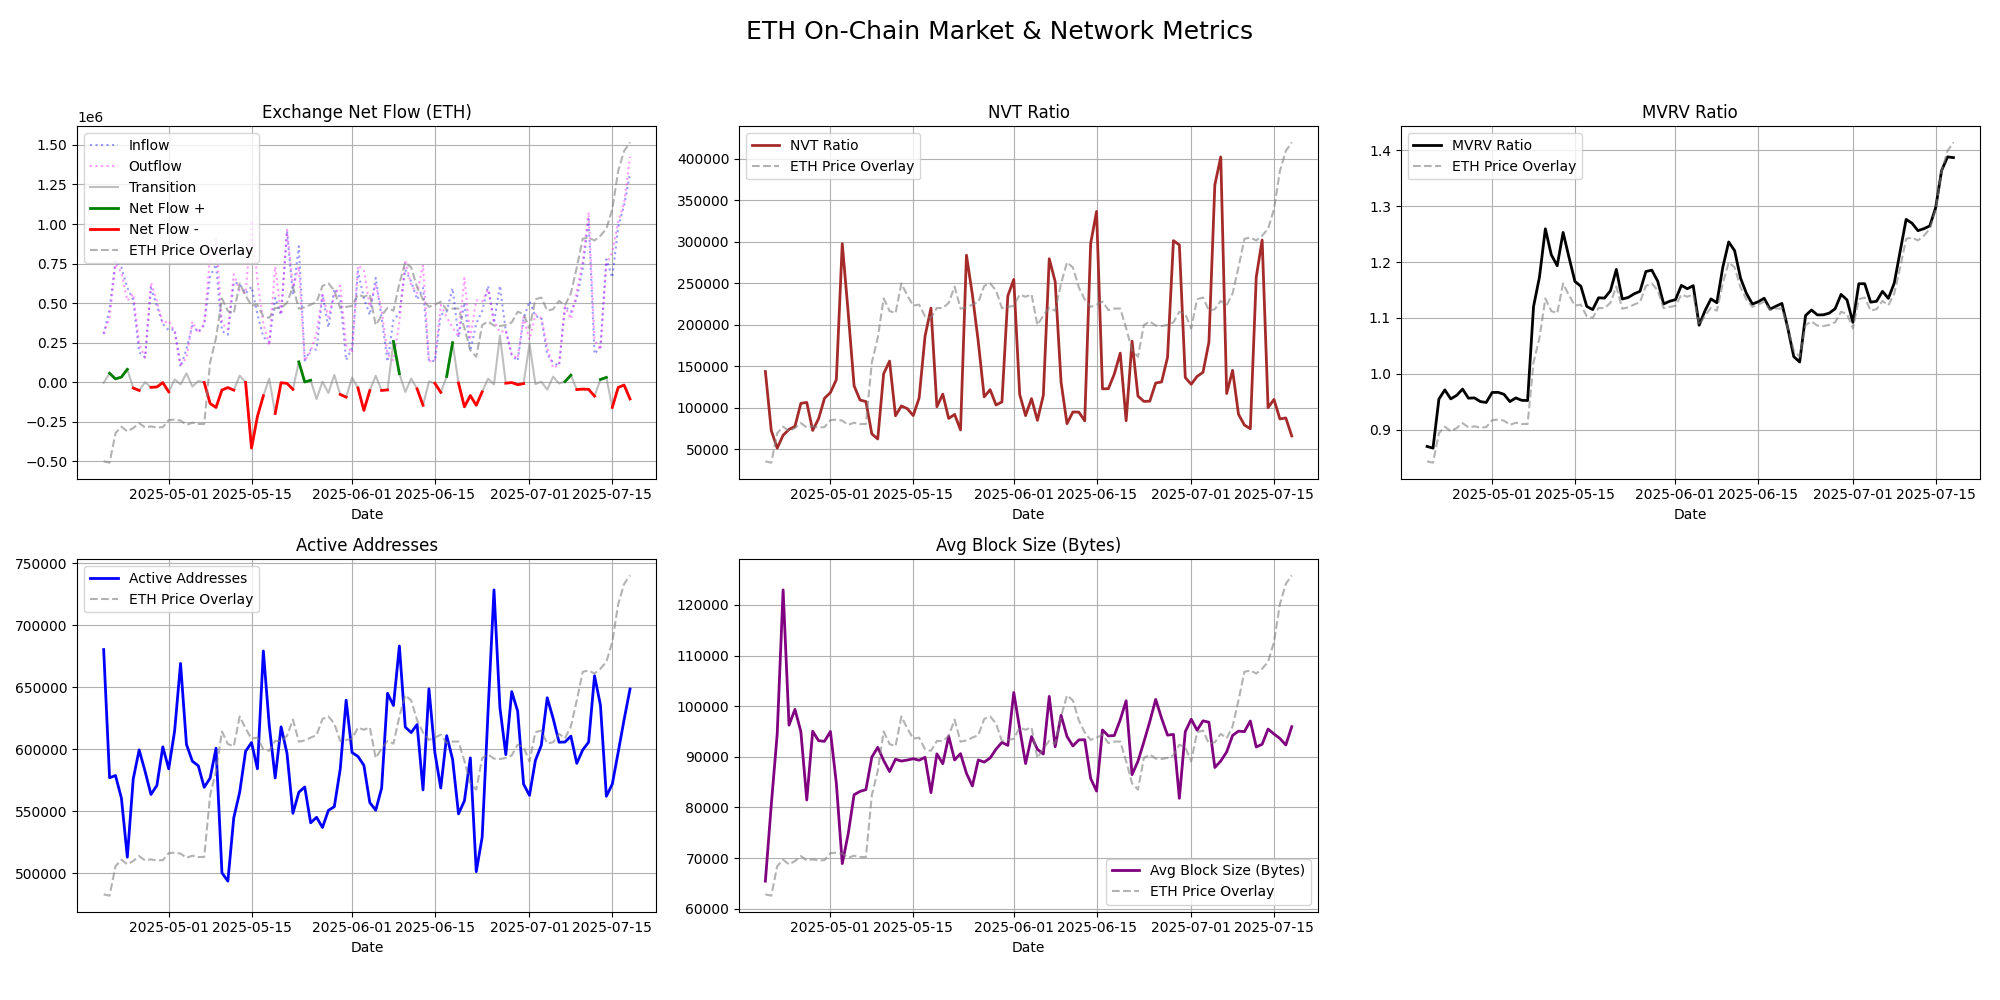 ETH On-Chain Market & Network Metrics
Exchange Net Flow (ETH)
1e6
Inflow
Outflow
Transition
Net Flow +
Net Flow -
ETH Price Overlay
1.50
1.25
1.00
0.75
0.50
0.25
0.00
−0.25
−0.50
2025-05-01 2025-05-15 2025-06-01 2025-06-15 2025-07-01 2025-07-15
Date
NVT Ratio
NVT Ratio
ETH Price Overlay
400000
350000
300000
250000
200000
150000
100000
50000
2025-05-01 2025-05-15 2025-06-01 2025-06-15 2025-07-01 2025-07-15
Date
MVRV Ratio
MVRV Ratio
ETH Price Overlay
1.4
1.3
1.2
1.1
1.0
0.9
2025-05-01 2025-05-15 2025-06-01 2025-06-15 2025-07-01 2025-07-15
Date
Active Addresses
Active Addresses
ETH Price Overlay
750000
700000
650000
600000
550000
500000
2025-05-01 2025-05-15 2025-06-01 2025-06-15 2025-07-01 2025-07-15
Date
Avg Block Size (Bytes)
120000
110000
100000
90000
80000
70000
60000
Avg Block Size (Bytes)
ETH Price Overlay
2025-05-01 2025-05-15 2025-06-01 2025-06-15 2025-07-01 2025-07-15
Date